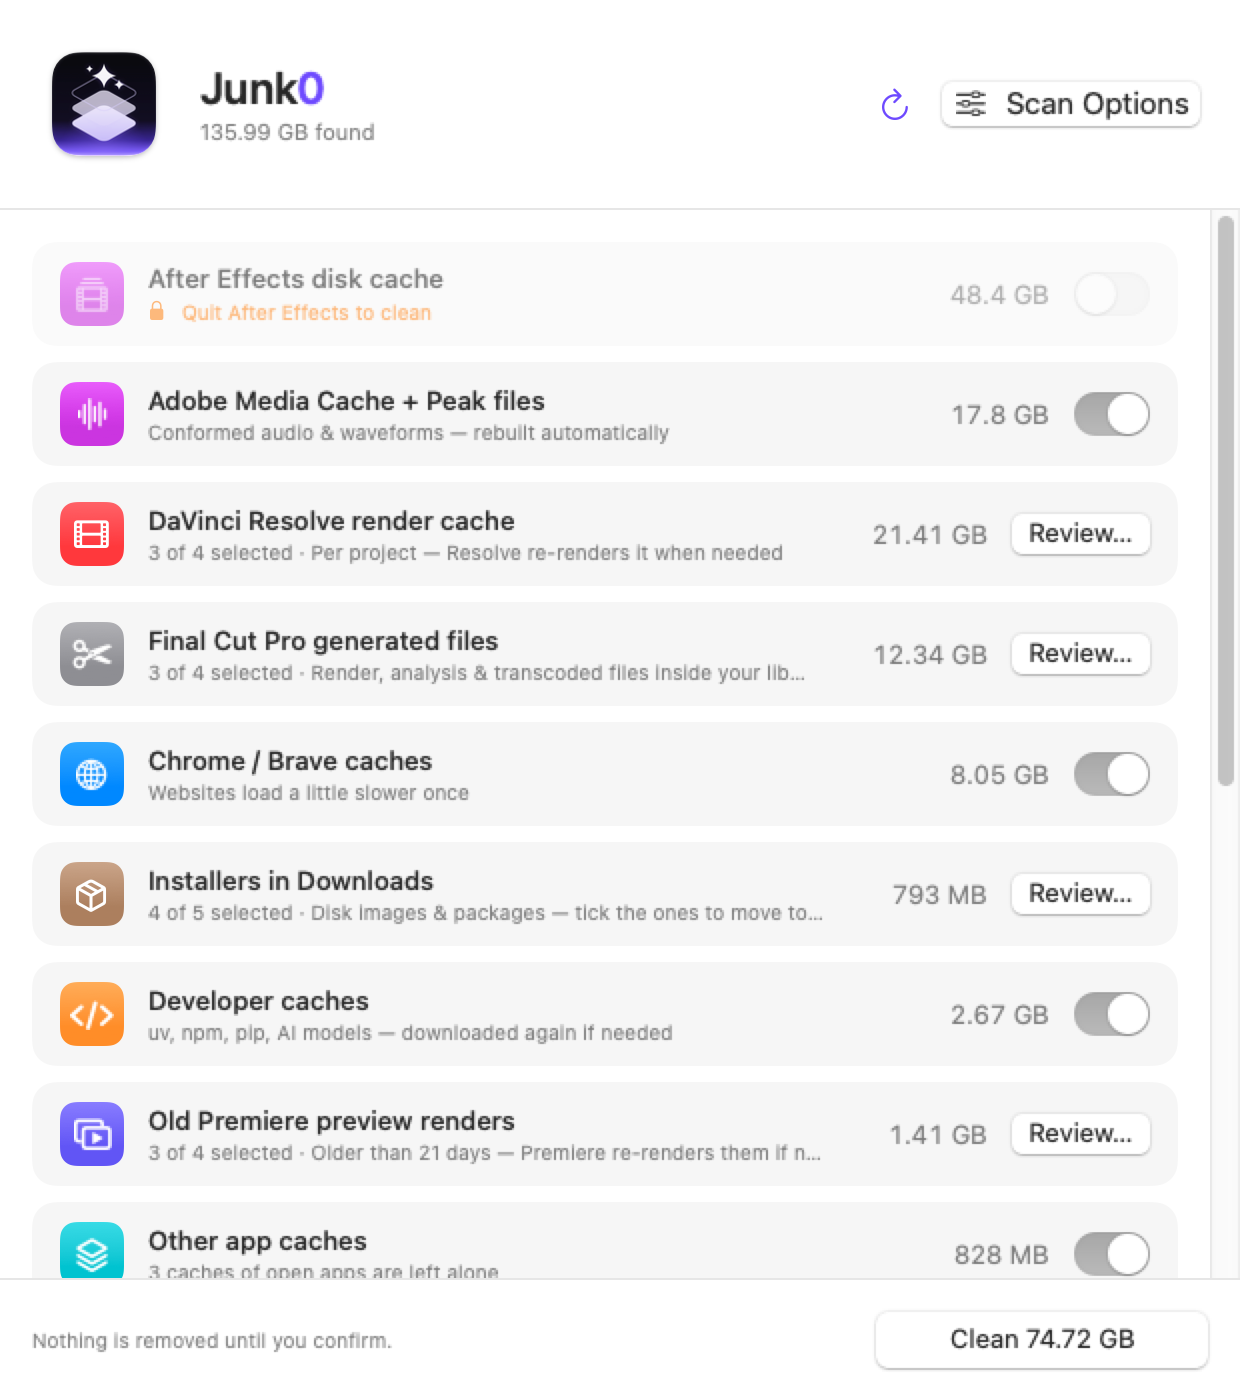 Junk0
135.99 GB found
Scan Options
After Effects disk cache
Quit After Effects to clean
48.4 GB
Adobe Media Cache + Peak files
Conformed audio & waveforms — rebuilt automatically
17.8 GB
DaVinci Resolve render cache
3 of 4 selected · Per project — Resolve re-renders it when needed
21.41 GB
Review...
Final Cut Pro generated files
3 of 4 selected · Render, analysis & transcoded files inside your lib...
12.34 GB
Review...
Chrome / Brave caches
Websites load a little slower once
8.05 GB
Installers in Downloads
4 of 5 selected · Disk images & packages — tick the ones to move to...
793 MB
Review...
Developer caches
uv, npm, pip, AI models — downloaded again if needed
2.67 GB
Old Premiere preview renders
3 of 4 selected · Older than 21 days — Premiere re-renders them if n...
1.41 GB
Review...
Other app caches
3 caches of open apps are left alone
828 MB
Nothing is removed until you confirm.
Clean 74.72 GB